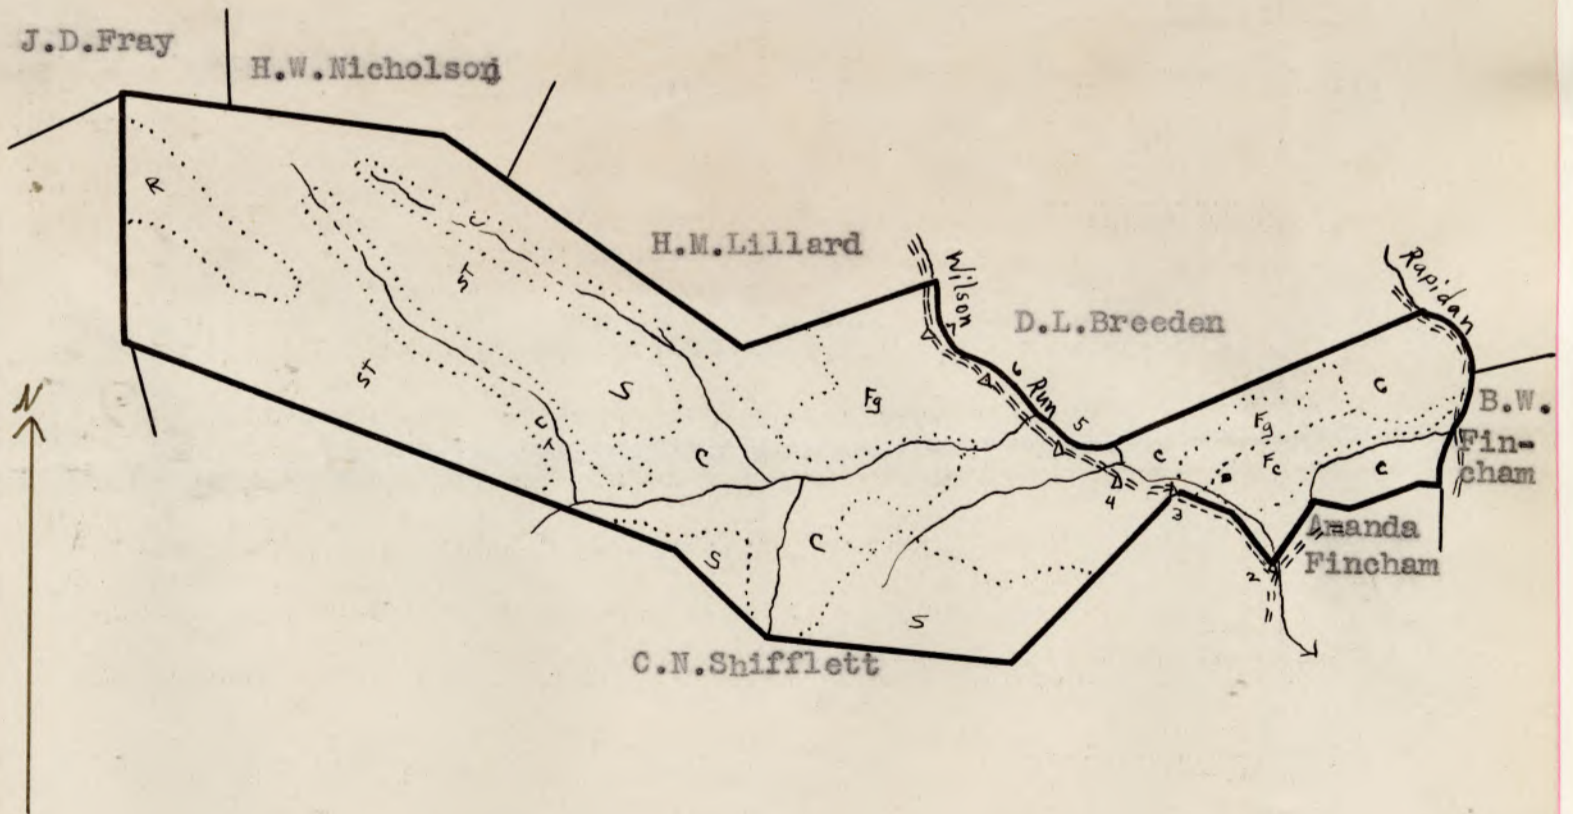 J.D.Fray
H.W.Nicholson
R
C
H.M.Lillard
Wilson
Run
Rapidan
ST
D.L.Breeden
7
6
5
ST
S
Fg
C
B.W.
Fin-
cham
N
Fg
C
C
Fc
C
4
3
S
C
Amanda
Fincham
2
S
C.N.Shifflett